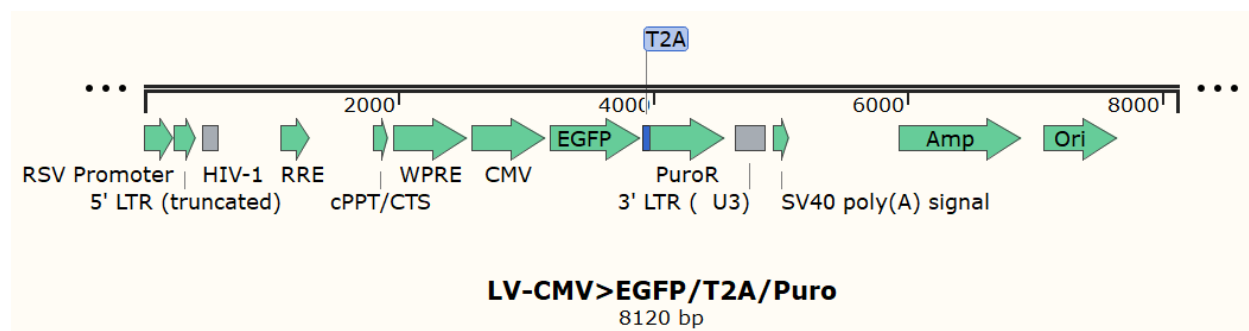 T2A
2000 4000 6000 8000
EGFP Amp Ori
RSV Promoter HIV-1 RRE WPRE CMV PuroR
5' LTR (truncated) cPPT/CTS 3' LTR ( U3) SV40 poly(A) signal
LV-CMV>EGFP/T2A/Puro
8120 bp